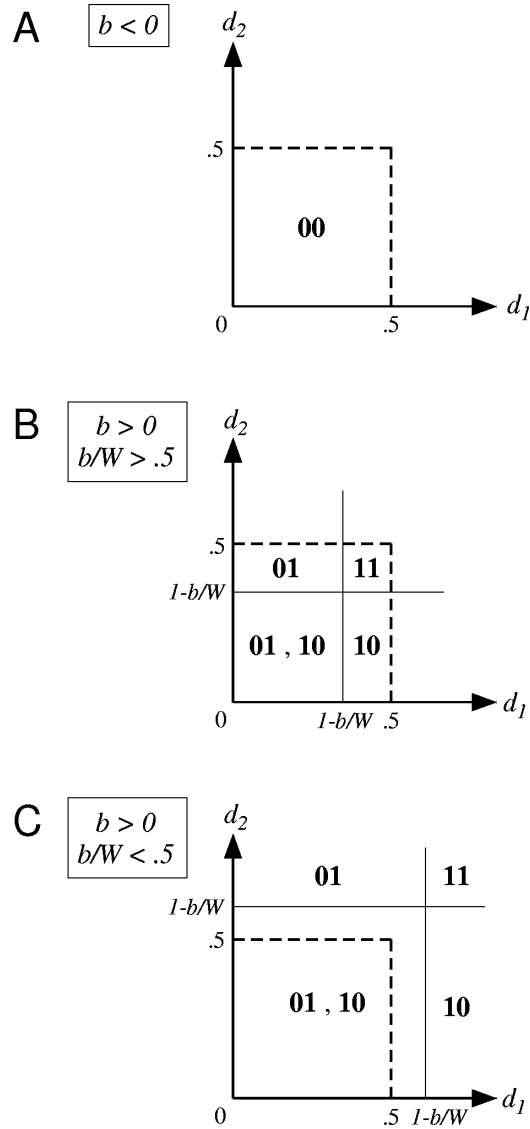 A
b < 0
d2
.5
00
0
.5
d1
B
b > 0
b/W > .5
d2
.5
01
11
1-b/W
01 , 10
10
0
1-b/W
.5
d1
C
b > 0
b/W < .5
d2
01
11
1-b/W
.5
01 , 10
10
0
.5
1-b/W
d1